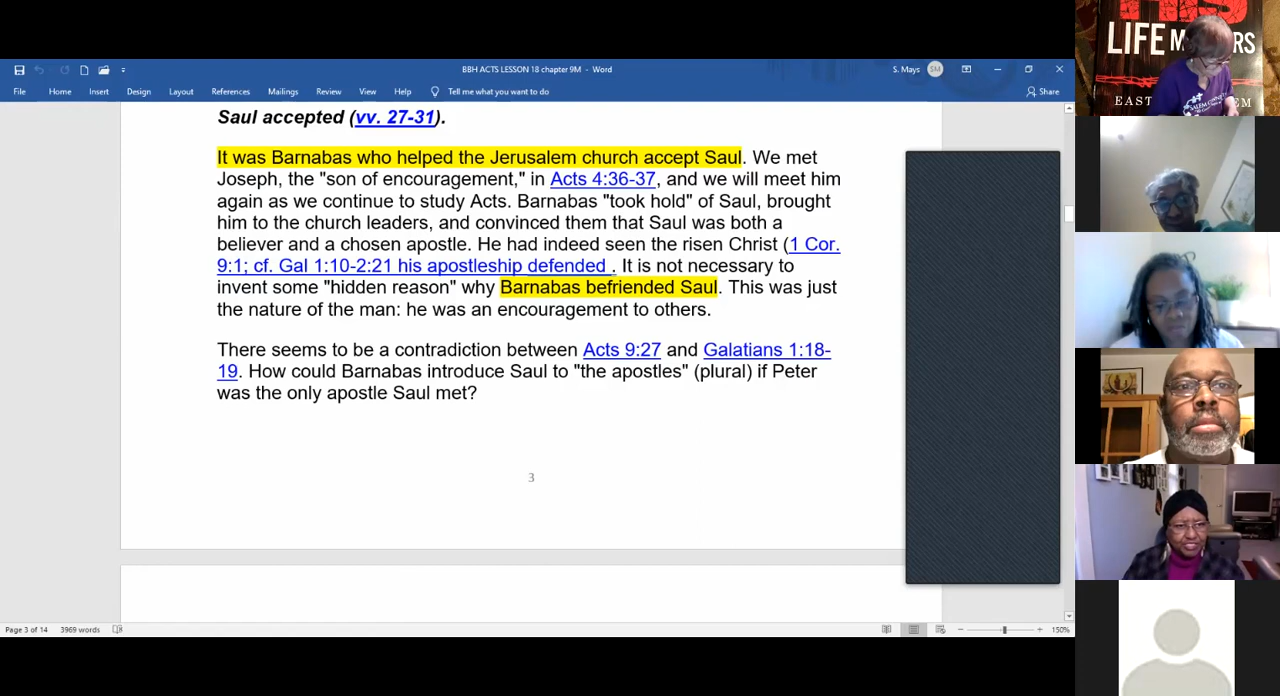 BBH ACTS LESSON 18 chapter 9M - Word
S. Mays
SM
File Home Insert Design Layout References Mailings Review View Help Tell me what you want to do
Share
Saul accepted (vv. 27-31).
It was Barnabas who helped the Jerusalem church accept Saul. We met
Joseph, the "son of encouragement," in Acts 4:36-37, and we will meet him
again as we continue to study Acts. Barnabas "took hold" of Saul, brought
him to the church leaders, and convinced them that Saul was both a
believer and a chosen apostle. He had indeed seen the risen Christ (1 Cor.
9:1; cf. Gal 1:10-2:21 his apostleship defended . It is not necessary to
invent some "hidden reason" why Barnabas befriended Saul. This was just
the nature of the man: he was an encouragement to others.
There seems to be a contradiction between Acts 9:27 and Galatians 1:18-
19. How could Barnabas introduce Saul to "the apostles" (plural) if Peter
was the only apostle Saul met?
3
Page 3 of 14 3969 words
150%
HIS
LIFE
EAST